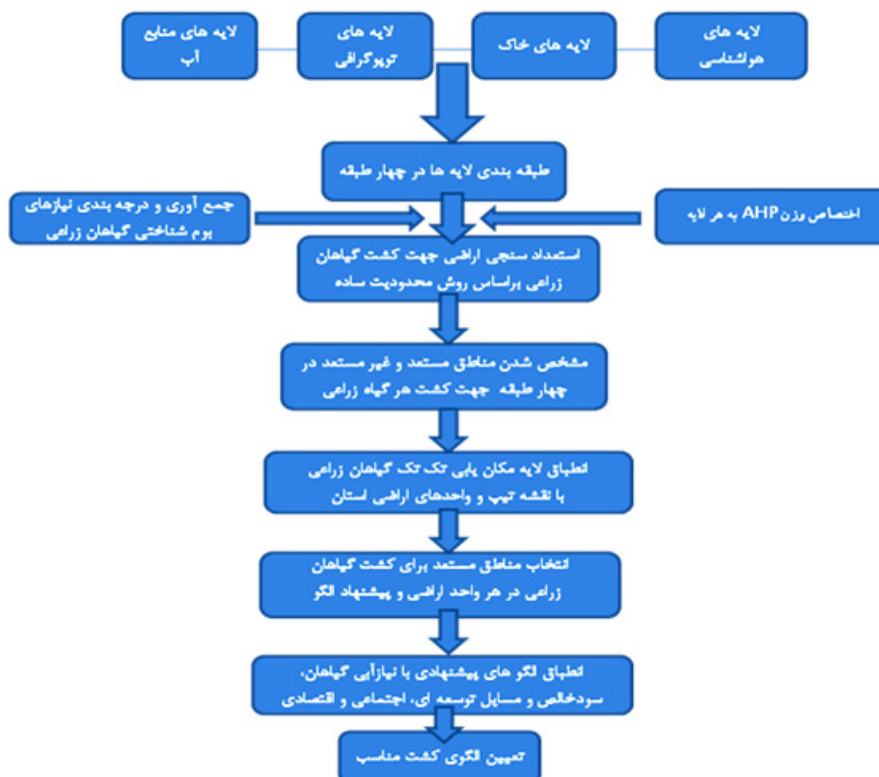 لایه های
هواشناسی
لایه های خاک
لایه های
توپوگرافی
لایه های منابع
آب
طبقه بندی لایه ها در چهار طبقه
اختصاص وزن AHP به هر لایه
جمع آوری و درجه بندی نیازهای
بوم شناختی گیاهان زراعی
استعداد سنجی اراضی جهت کشت گیاهان
زراعی براساس روش محدودیت ساده
مشخص شدن مناطق مستعد و غیر مستعد در
چهار طبقه جهت کشت هر گیاه زراعی
انطباق لایه مکان یابی تک تک گیاهان زراعی
با نقشه تیپ و واحدهای اراضی استان
انتخاب مناطق مستعد برای کشت گیاهان
زراعی در هر واحد اراضی و پیشنهاد الگو
انطباق الگو های پیشنهادی با نیازآبی گیاهان،
سودخالص و مسایل توسعه ای، اجتماعی و اقتصادی
تعیین الگوی کشت مناسب